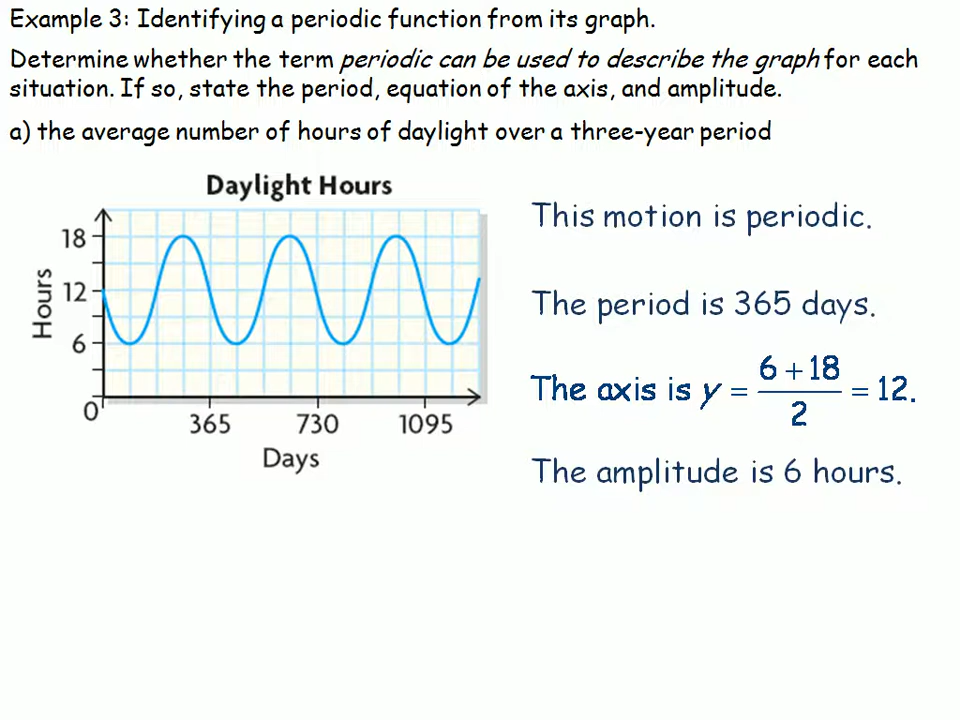 Example 3: Identifying a periodic function from its graph.
Determine whether the term periodic can be used to describe the graph for each
situation. If so, state the period, equation of the axis, and amplitude.
a) the average number of hours of daylight over a three-year period
Daylight Hours
18
12
6
0
Hours
365 730 1095
Days
This motion is periodic.
The period is 365 days.
The axis is y = (6 + 18)/2 = 12.
The amplitude is 6 hours.